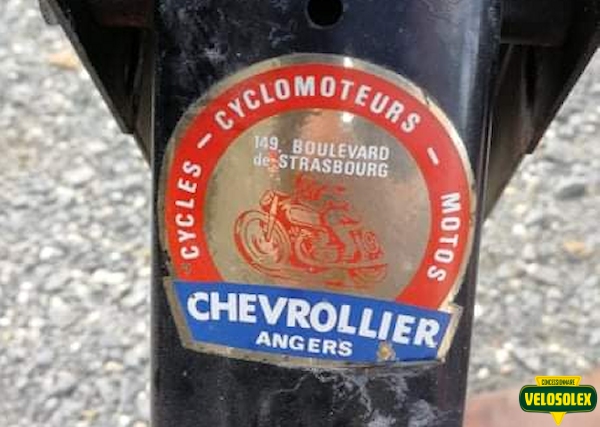 CYCLES - CYCLOMOTEURS - MOTOS
149, BOULEVARD
de STRASBOURG
CHEVROLLIER
ANGERS
CONCESSIONNAIRE
VELOSOLEX